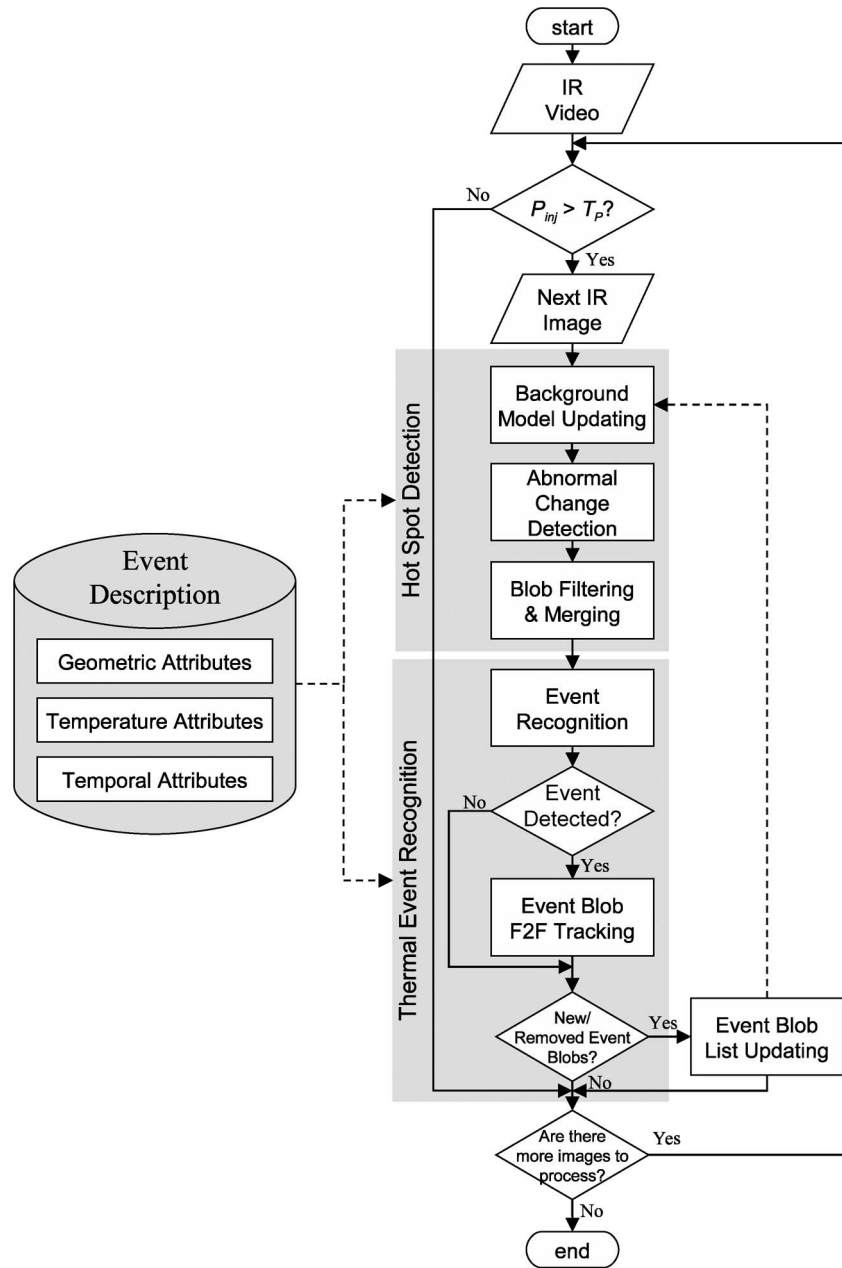 start
IR
Video
No
P_inj > T_P?
Yes
Next IR
Image
Hot Spot Detection
Background
Model Updating
Abnormal
Change
Detection
Blob Filtering
& Merging
Event
Description
Geometric Attributes
Temperature Attributes
Temporal Attributes
Thermal Event Recognition
Event
Recognition
No
Event
Detected?
Yes
Event Blob
F2F Tracking
New/
Removed Event
Blobs?
Yes
Event Blob
List Updating
No
Are there
more images to
process?
Yes
No
end